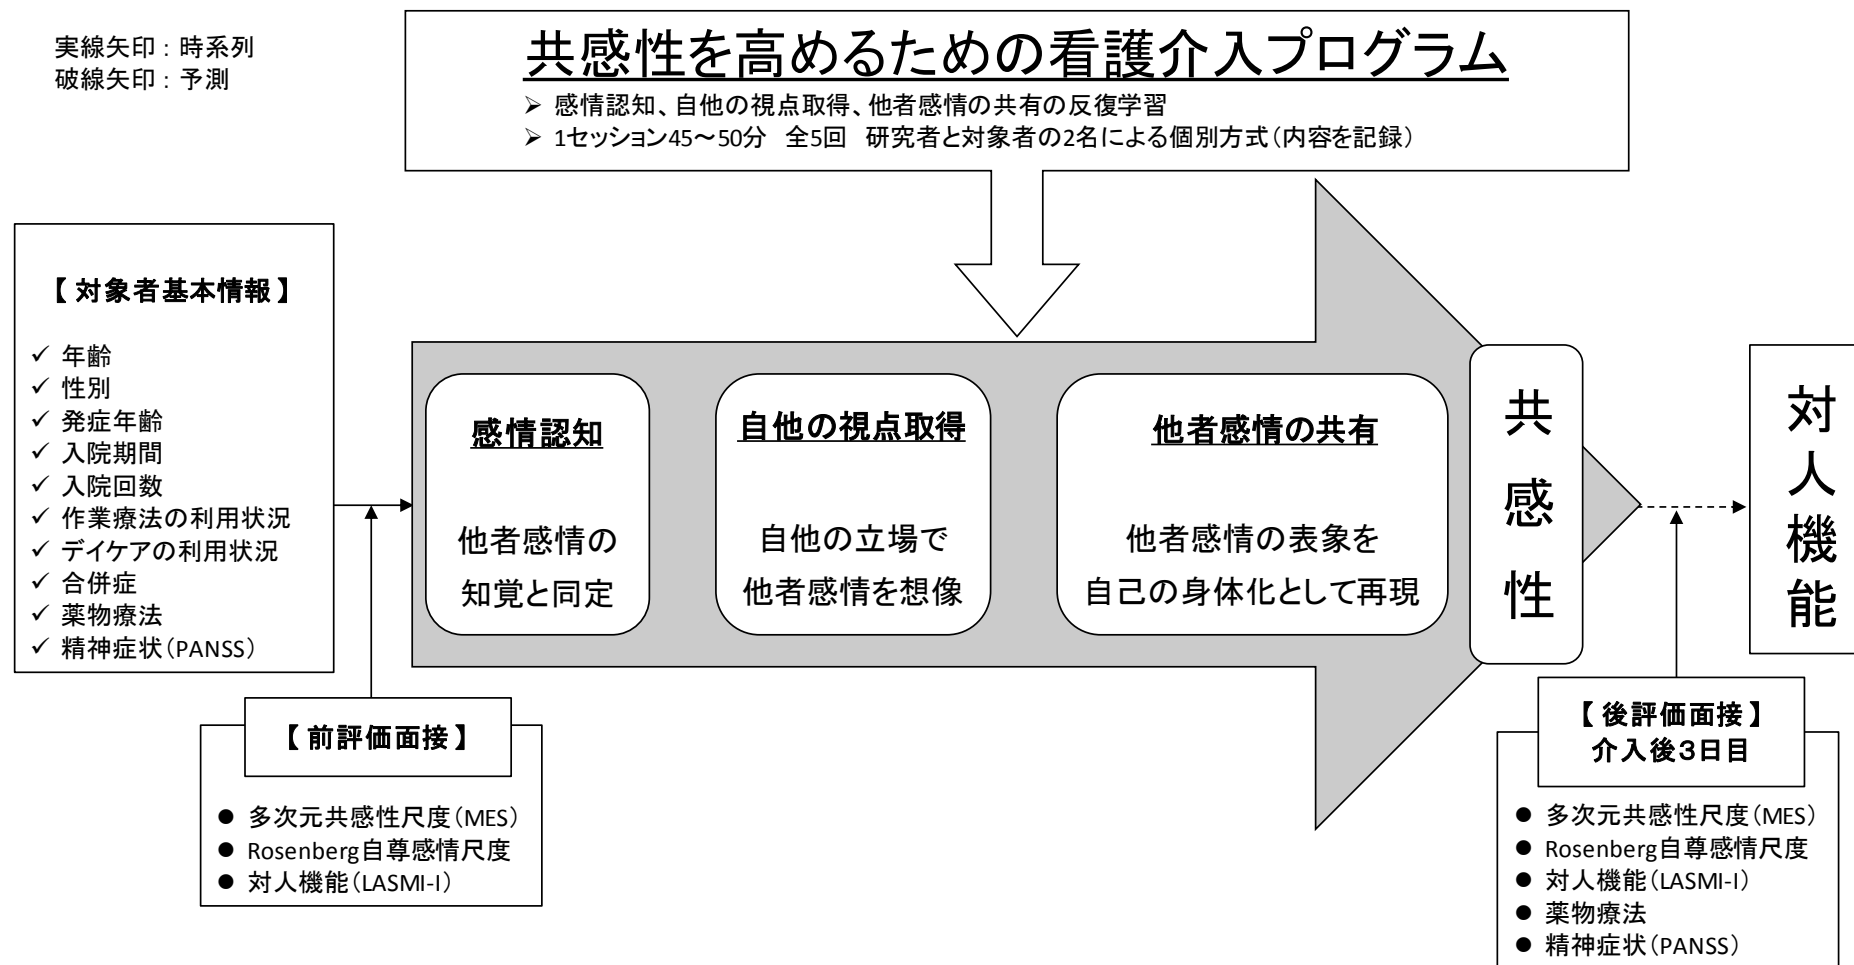 実線矢印：時系列
破線矢印：予測
共感性を高めるための看護介入プログラム
➢ 感情認知、自他の視点取得、他者感情の共有の反復学習
➢ 1セッション45～50分　全5回　研究者と対象者の2名による個別方式（内容を記録）
【 対象者基本情報 】
✓ 年齢
✓ 性別
✓ 発症年齢
✓ 入院期間
✓ 入院回数
✓ 作業療法の利用状況
✓ デイケアの利用状況
✓ 合併症
✓ 薬物療法
✓ 精神症状（PANSS）
【 前評価面接 】
● 多次元共感性尺度（MES）
● Rosenberg自尊感情尺度
● 対人機能（LASMI-I）
感情認知
他者感情の
知覚と同定
自他の視点取得
自他の立場で
他者感情を想像
他者感情の共有
他者感情の表象を
自己の身体化として再現
共感性
対人機能
【 後評価面接 】
介入後3日目
● 多次元共感性尺度（MES）
● Rosenberg自尊感情尺度
● 対人機能（LASMI-I）
● 薬物療法
● 精神症状（PANSS）